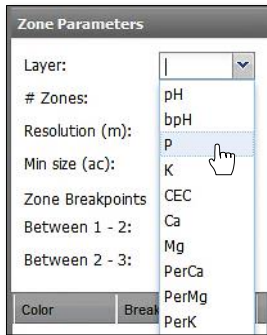 Zone Parameters
Layer:
# Zones:
Resolution (m):
Min size (ac):
Zone Breakpoints
Between 1 - 2:
Between 2 - 3:
pH
bpH
P
K
CEC
Ca
Mg
PerCa
PerMg
PerK
Color